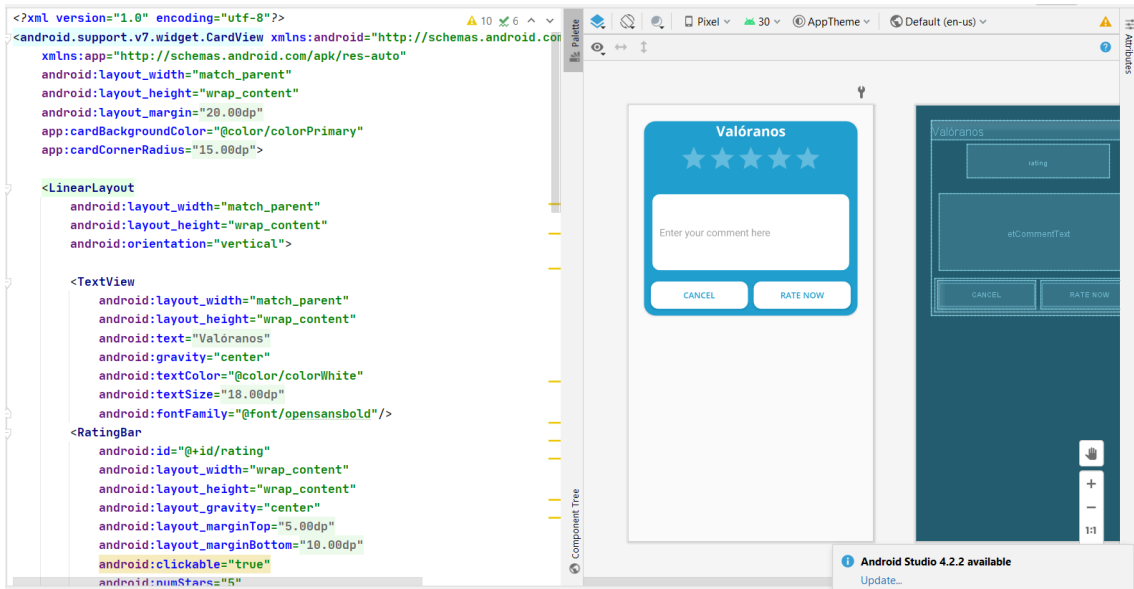 <?xml version="1.0" encoding="utf-8"?>
10 6
<android.support.v7.widget.CardView xmlns:android="http://schemas.android.com
xmlns:app="http://schemas.android.com/apk/res-auto"
android:layout_width="match_parent"
android:layout_height="wrap_content"
android:layout_margin="20.00dp"
app:cardBackgroundColor="@color/colorPrimary"
app:cardCornerRadius="15.00dp">
<LinearLayout
android:layout_width="match_parent"
android:layout_height="wrap_content"
android:orientation="vertical">
<TextView
android:layout_width="match_parent"
android:layout_height="wrap_content"
android:text="Valóranos"
android:gravity="center"
android:textColor="@color/colorWhite"
android:textSize="18.00dp"
android:fontFamily="@font/opensansbold"/>
<RatingBar
android:id="@+id/rating"
android:layout_width="wrap_content"
android:layout_height="wrap_content"
android:layout_gravity="center"
android:layout_marginTop="5.00dp"
android:layout_marginBottom="10.00dp"
android:clickable="true"
android:numStars="5"
Palette
Component Tree
Pixel 30 AppTheme Default (en-us)
Attributes
Valóranos
Enter your comment here
CANCEL RATE NOW
Valóranos
rating
etCommentText
CANCEL RATE NOW
1:1
Android Studio 4.2.2 available
Update...